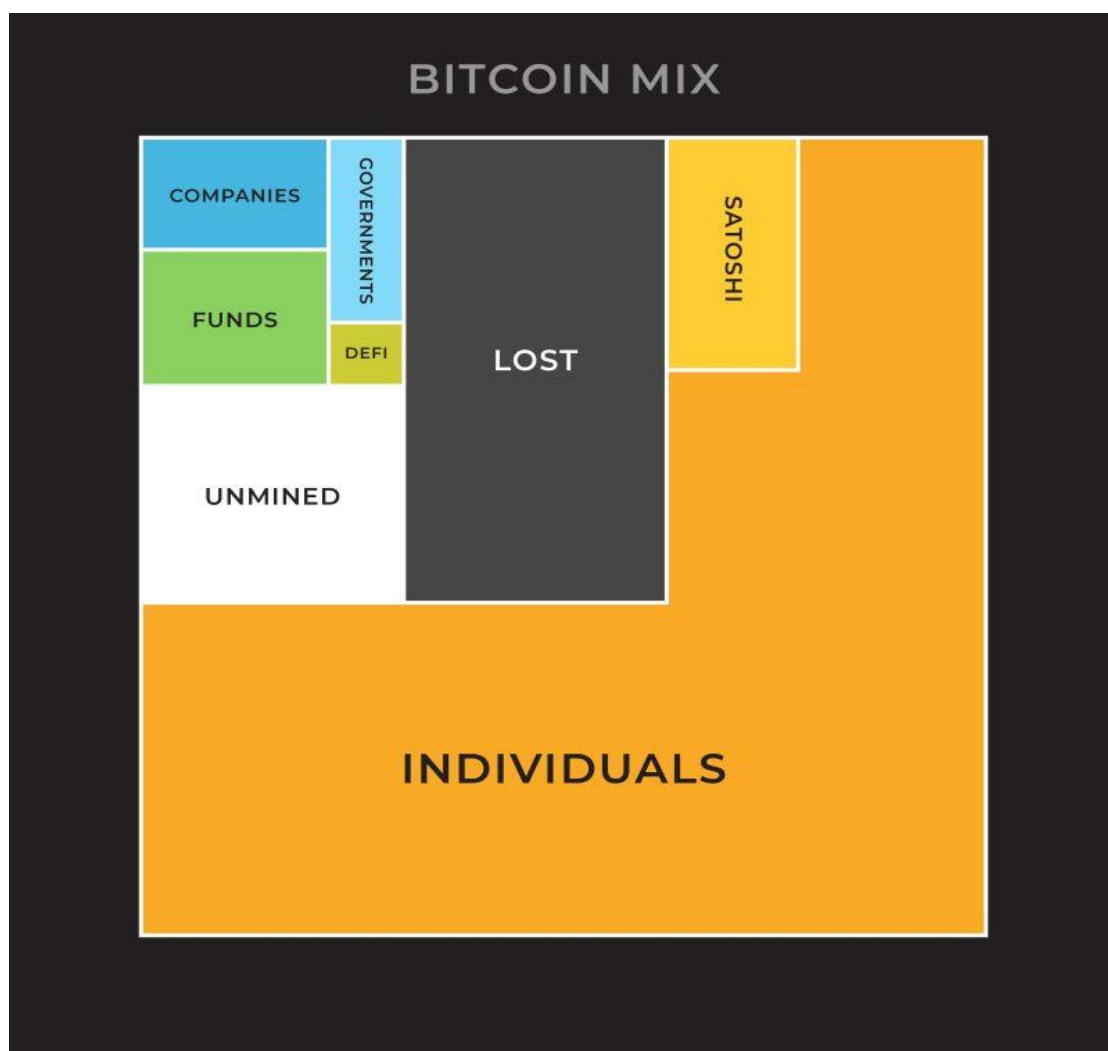 BITCOIN MIX
COMPANIES
GOVERNMENTS
SATOSHI
FUNDS
DEFI
LOST
UNMINED
INDIVIDUALS